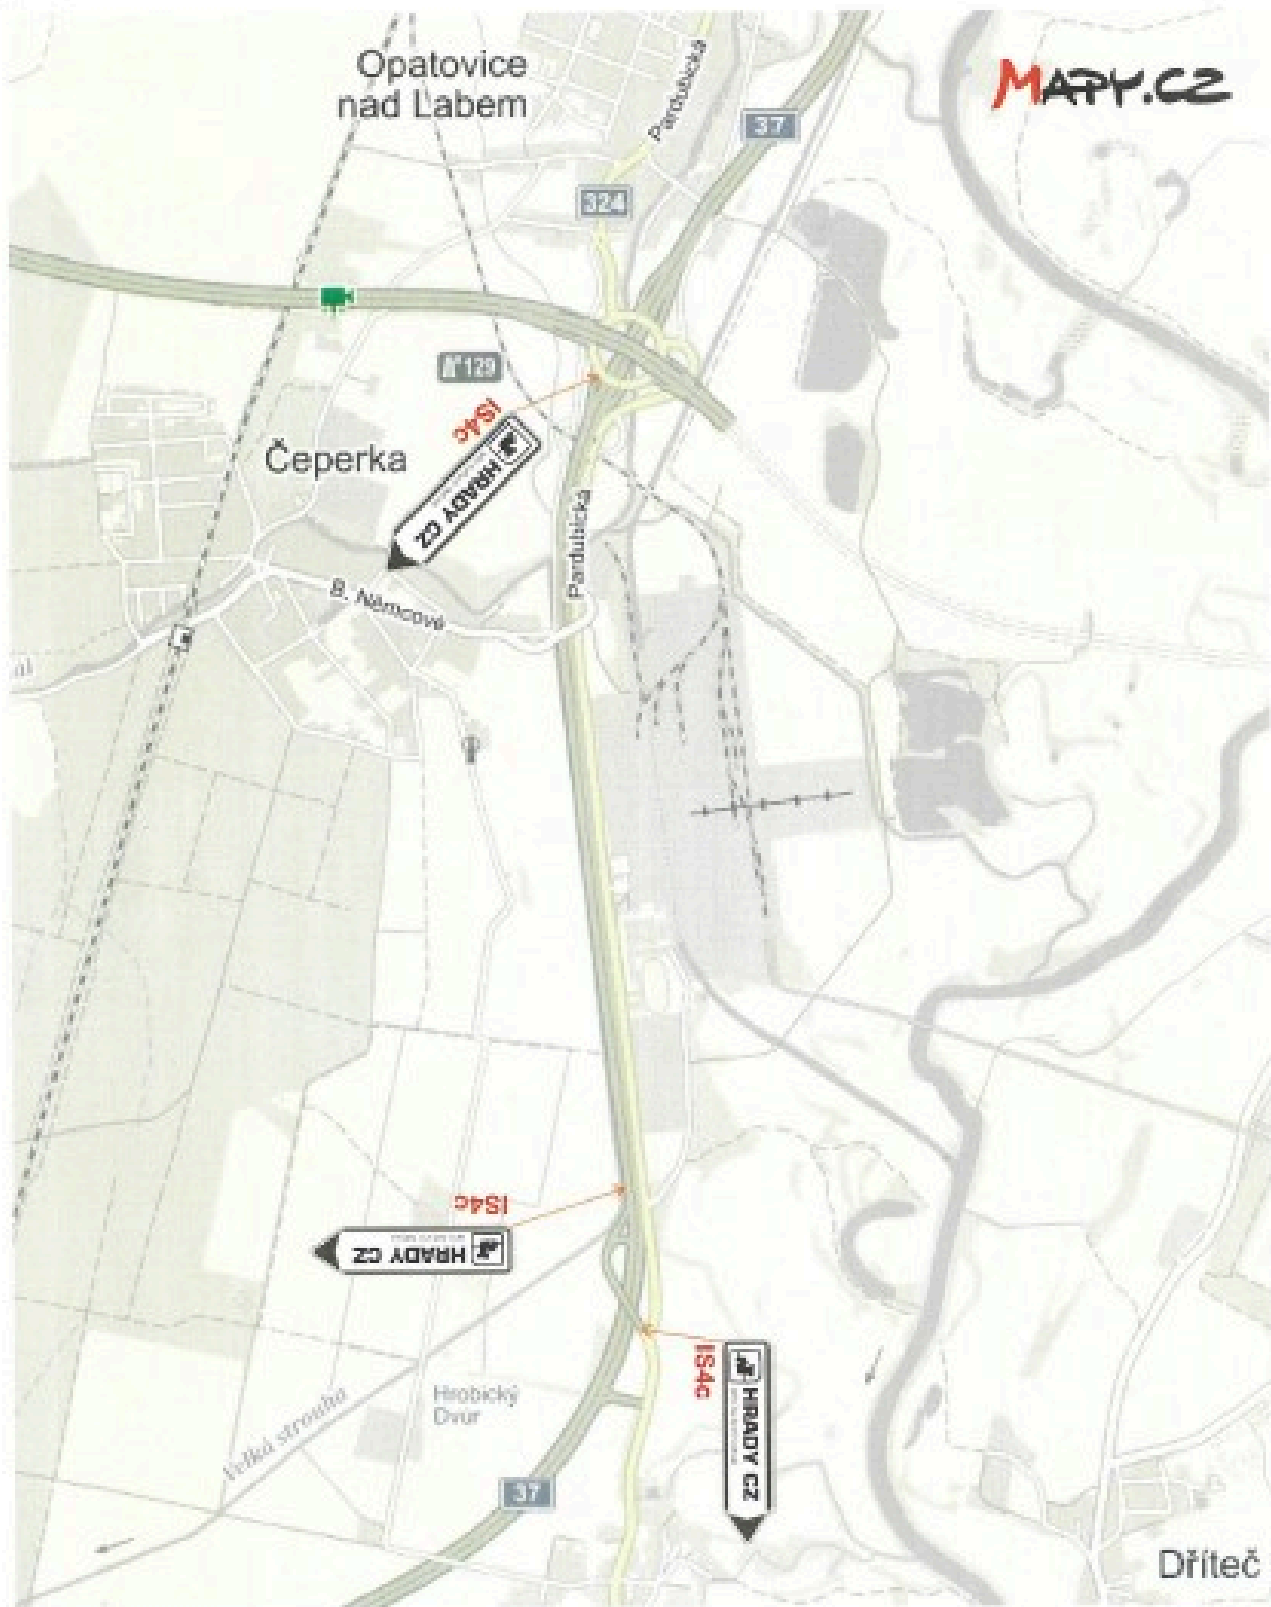 Opatovice
nad Labem
Pardubická
MAPY.CZ
37
324
129
IS4c
HRADY CZ
Čeperka
Pardubická
B. Němcové
IS4c
HRADY CZ
IS4c
HRADY CZ
Hrobický
Dvůr
Velká strouha
37
Dříteč